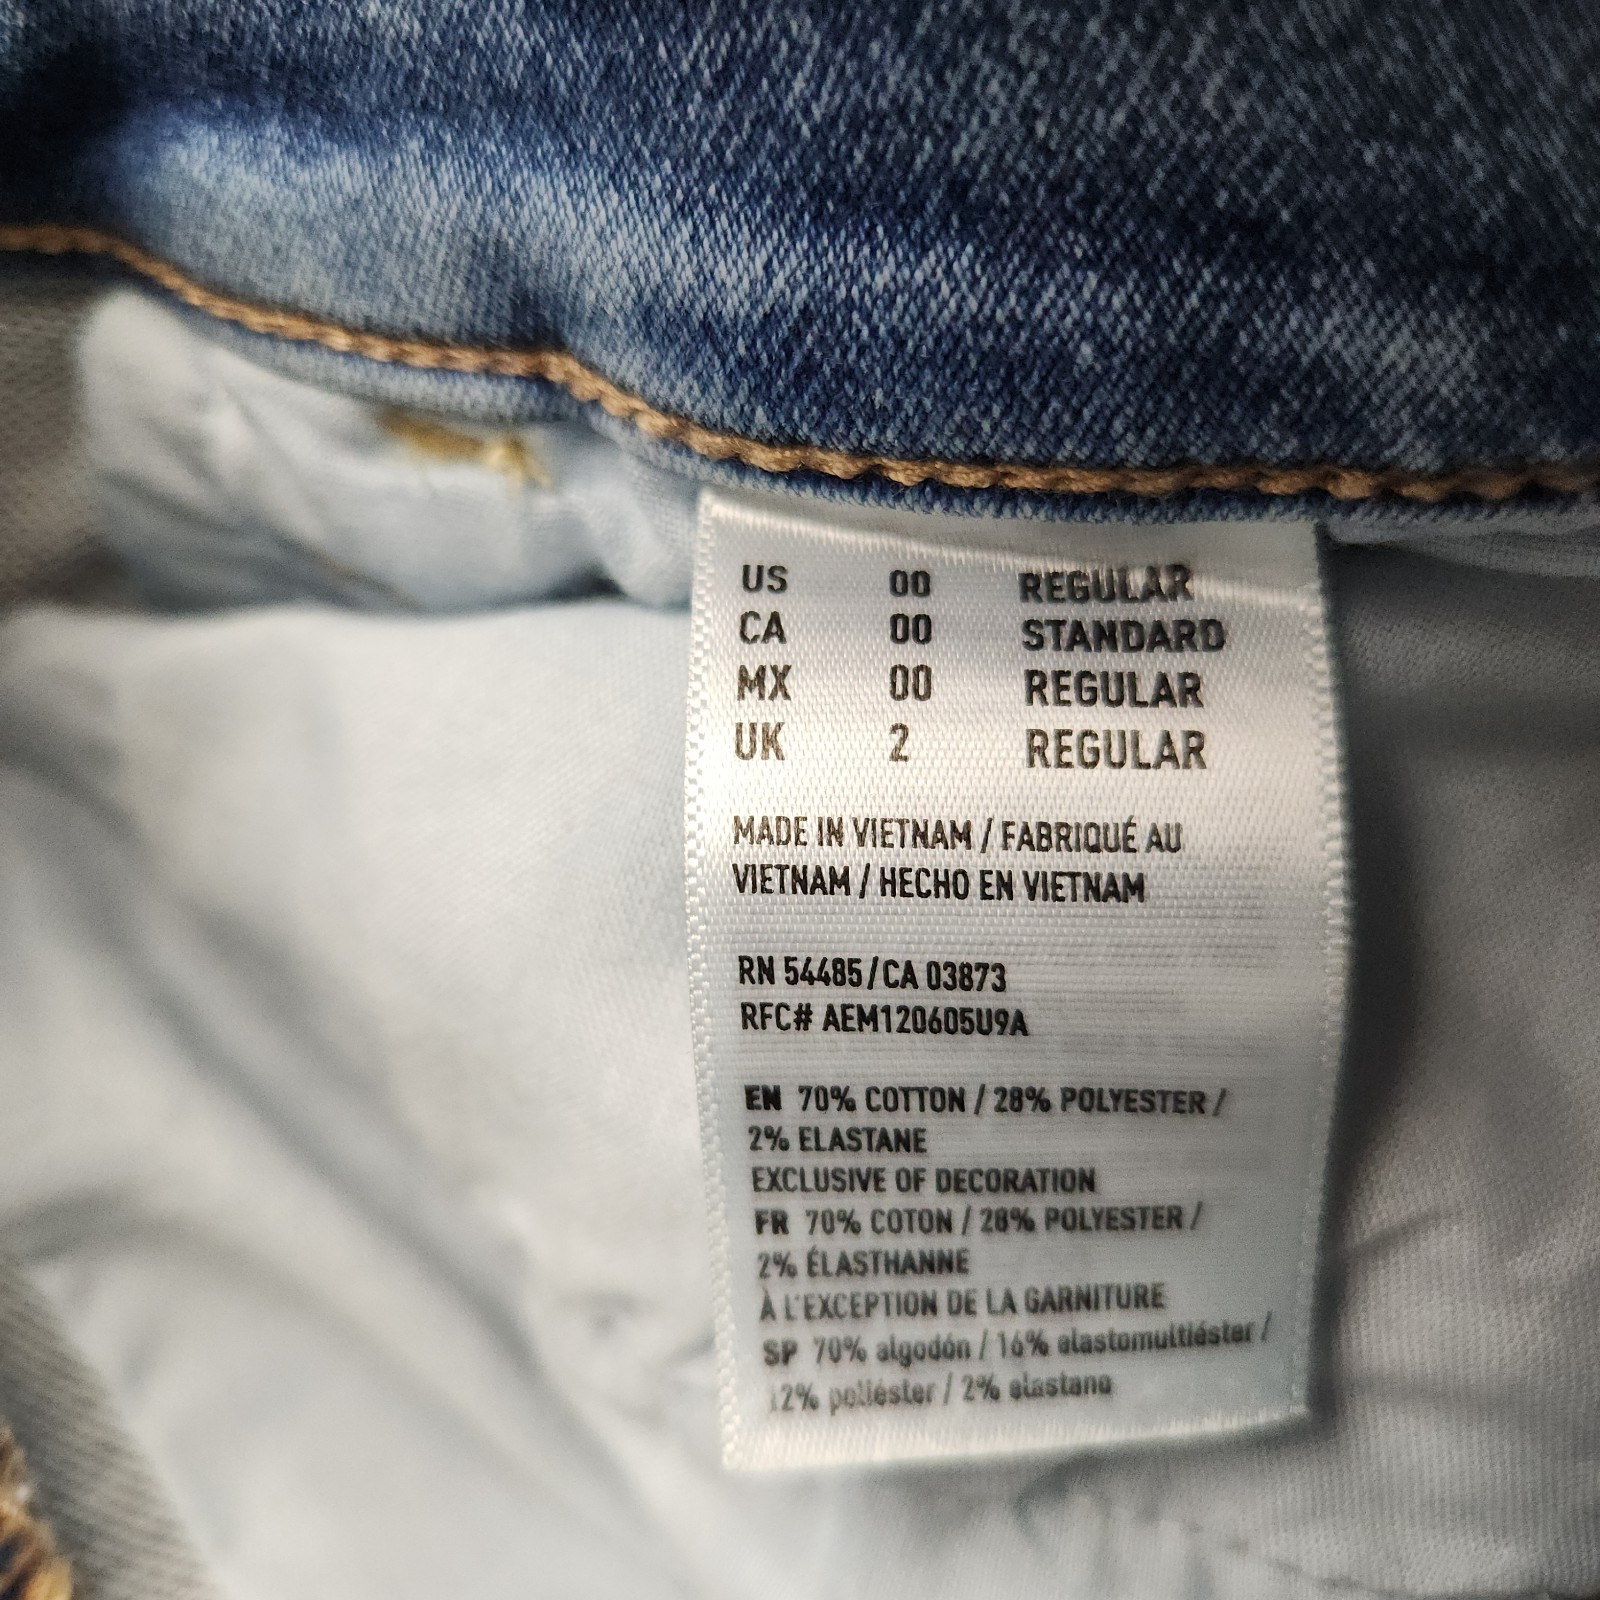 US 00 REGULAR
CA 00 STANDARD
MX 00 REGULAR
UK 2 REGULAR
MADE IN VIETNAM / FABRIQUÉ AU
VIETNAM / HECHO EN VIETNAM
RN 54485/CA 03873
RFC# AEM120605U9A
EN 70% COTTON / 28% POLYESTER /
2% ELASTANE
EXCLUSIVE OF DECORATION
FR 70% COTON / 28% POLYESTER /
2% ÉLASTHANNE
À L'EXCEPTION DE LA GARNITURE
SP 70% algodón / 16% elastomultiéster /
12% poliéster / 2% elastano